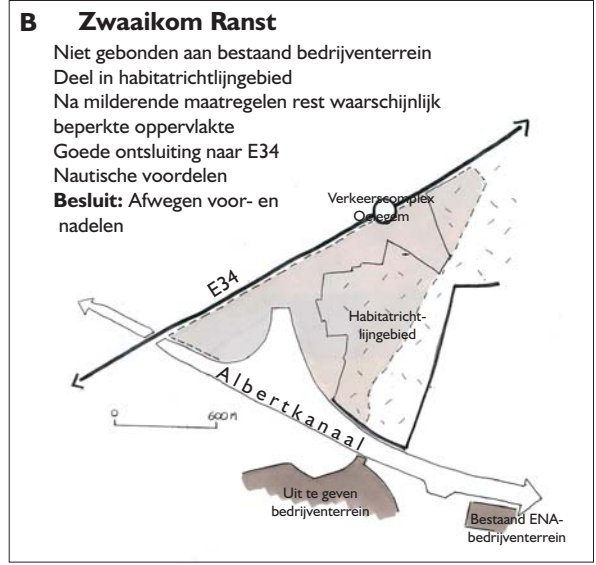 B Zwaaikom Ranst
Niet gebonden aan bestaand bedrijventerrein
Deel in habitatrichtlijngebied
Na milderende maatregelen rest waarschijnlijk
beperkte oppervlakte
Goede ontsluiting naar E34
Nautische voordelen
Besluit: Afwegen voor- en
nadelen
Verkeerscomplex
Oelegem
E34
Habitatricht-
lijngebied
Albertkanaal
0 600 m
Uit te geven
bedrijventerrein
Bestaand ENA-
bedrijventerrein